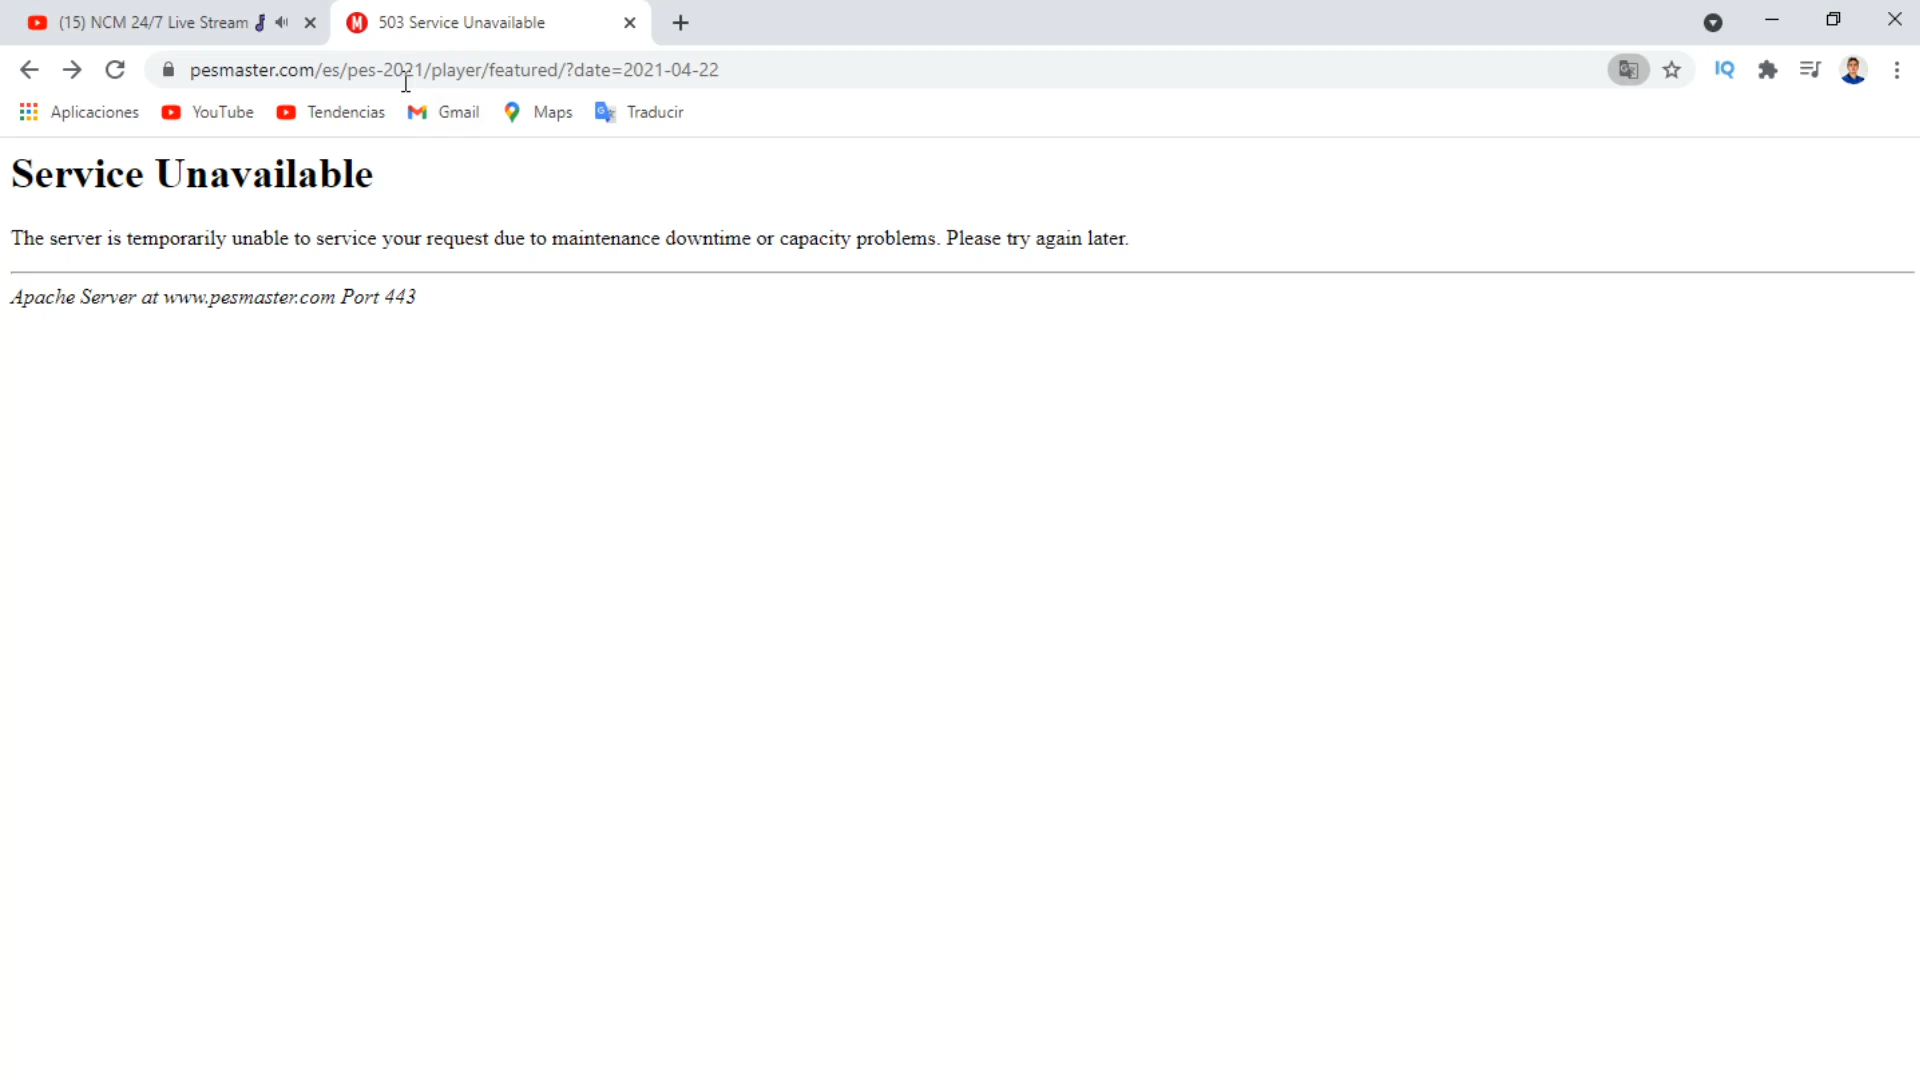 (15) NCM 24/7 Live Stream
503 Service Unavailable
pesmaster.com/es/pes-2021/player/featured/?date=2021-04-22
IQ
Aplicaciones YouTube Tendencias Gmail Maps Traducir
Service Unavailable
The server is temporarily unable to service your request due to maintenance downtime or capacity problems. Please try again later.
Apache Server at www.pesmaster.com Port 443